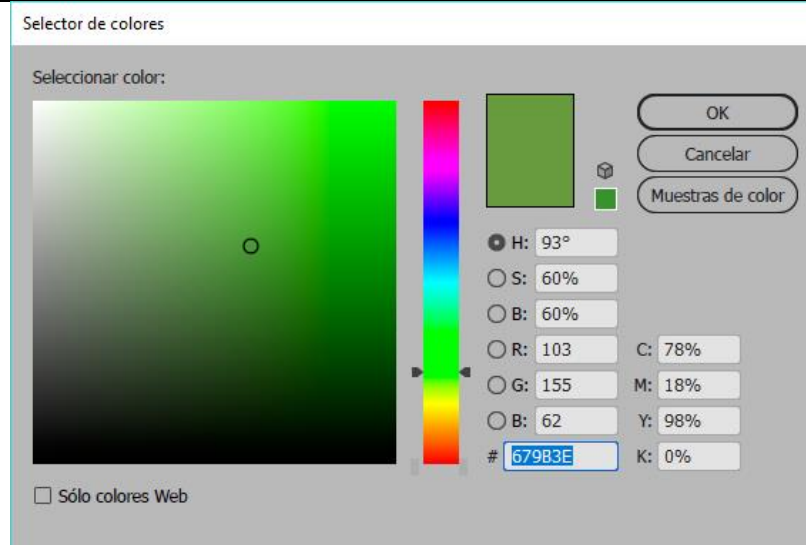 Selector de colores
Seleccionar color:
OK
Cancelar
Muestras de color
H: 93°
S: 60%
B: 60%
R: 103 C: 78%
G: 155 M: 18%
B: 62 Y: 98%
# 679B3E K: 0%
Sólo colores Web